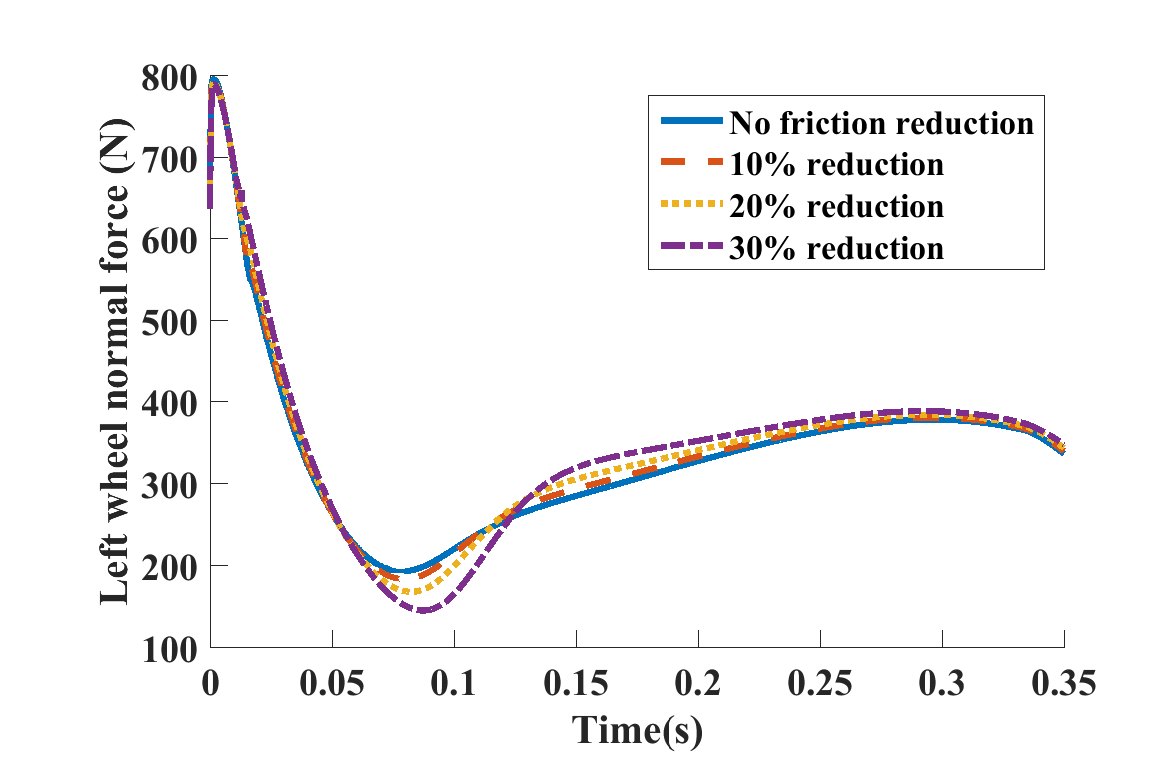 800
700
600
500
400
300
200
100
0
0.05
0.1
0.15
0.2
0.25
0.3
0.35
Left wheel normal force (N)
Time(s)
No friction reduction
10% reduction
20% reduction
30% reduction